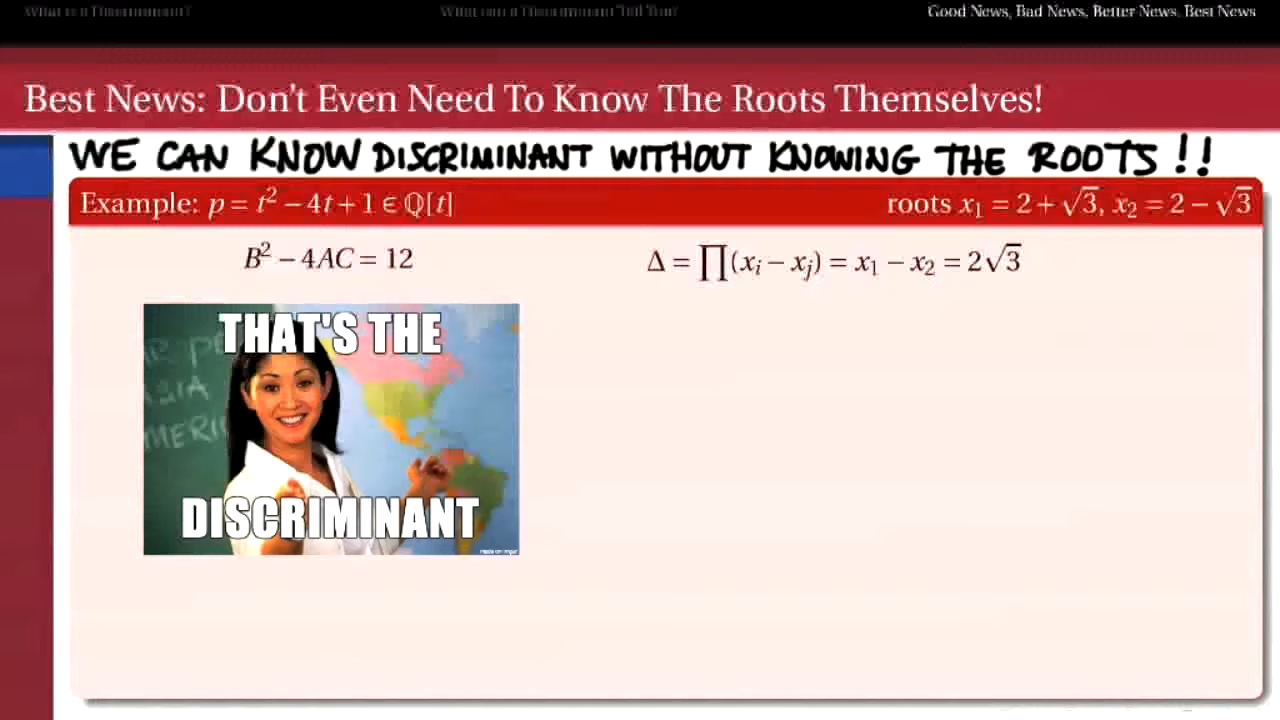 What is a Discriminant? What can a Discriminant Tell You? Good News, Bad News, Better News, Best News
Best News: Don't Even Need To Know The Roots Themselves!
WE CAN KNOW DISCRIMINANT WITHOUT KNOWING THE ROOTS!!
Example: p = t² − 4t + 1 ∈ ℚ[t] roots x₁ = 2 + √3, x₂ = 2 − √3
B² − 4AC = 12 Δ = ∏(xᵢ − xⱼ) = x₁ − x₂ = 2√3
THAT'S THE
ASIA
MERI
DISCRIMINANT